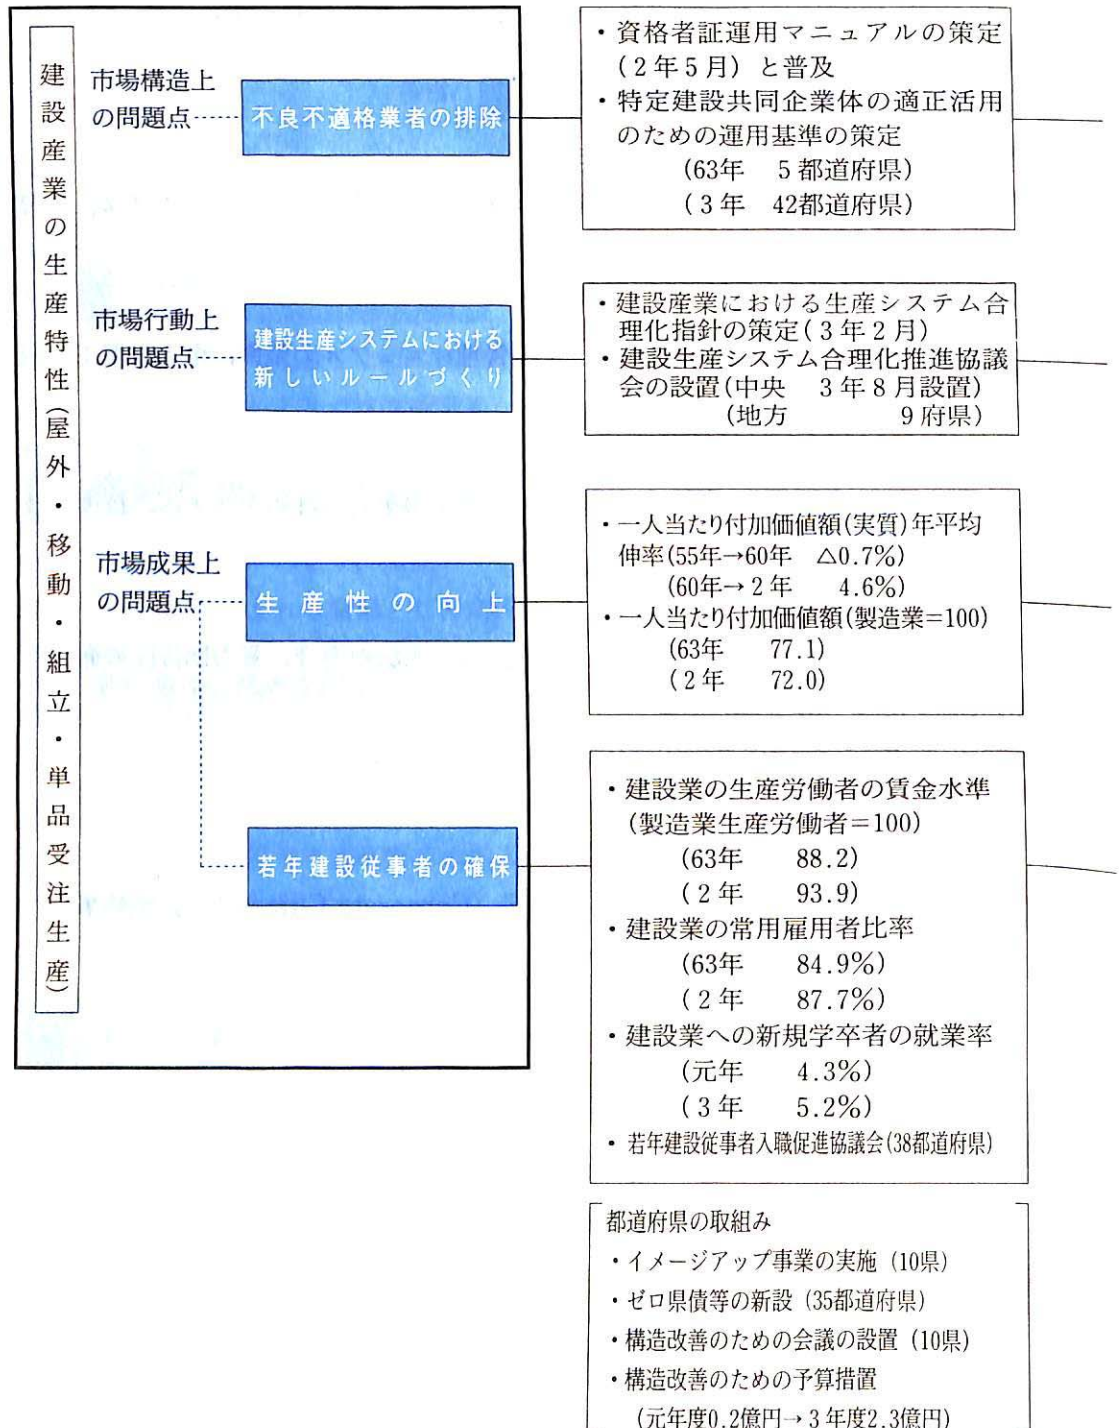 建設産業の生産特性(屋外・移動・組立・単品受注生産)
市場構造上
の問題点
不良不適格業者の排除
・資格者証運用マニュアルの策定
(2年5月)と普及
・特定建設共同企業体の適正活用
のための運用基準の策定
(63年 5都道府県)
(3年 42都道府県)
市場行動上
の問題点
建設生産システムにおける
新しいルールづくり
・建設産業における生産システム合
理化指針の策定(3年2月)
・建設生産システム合理化推進協議
会の設置(中央 3年8月設置)
(地方 9府県)
市場成果上
の問題点
生産性の向上
・一人当たり付加価値額(実質)年平均
伸率(55年→60年 △0.7%)
(60年→2年 4.6%)
・一人当たり付加価値額(製造業=100)
(63年 77.1)
(2年 72.0)
若年建設従事者の確保
・建設業の生産労働者の賃金水準
(製造業生産労働者=100)
(63年 88.2)
(2年 93.9)
・建設業の常用雇用者比率
(63年 84.9%)
(2年 87.7%)
・建設業への新規学卒者の就業率
(元年 4.3%)
(3年 5.2%)
・若年建設従事者入職促進協議会(38都道府県)
都道府県の取組み
・イメージアップ事業の実施(10県)
・ゼロ県債等の新設(35都道府県)
・構造改善のための会議の設置(10県)
・構造改善のための予算措置
(元年度0.2億円→3年度2.3億円)